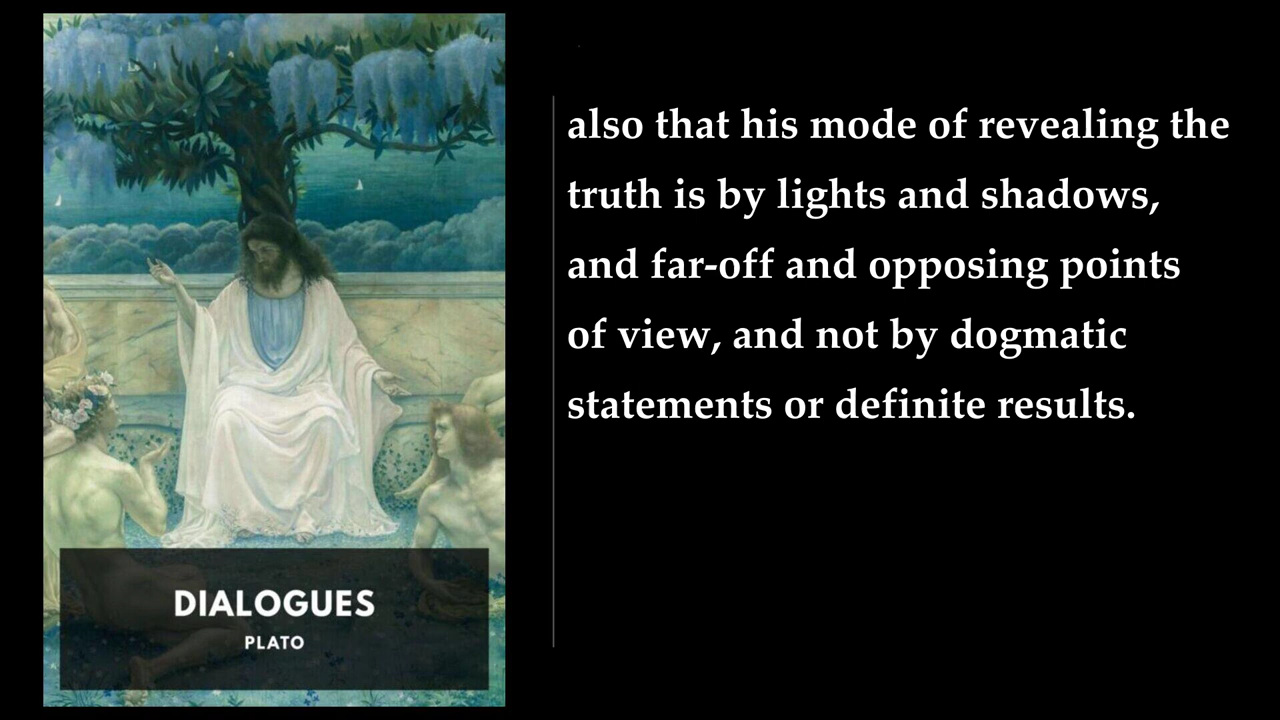 also that his mode of revealing the
truth is by lights and shadows,
and far-off and opposing points
of view, and not by dogmatic
statements or definite results.
DIALOGUES
PLATO